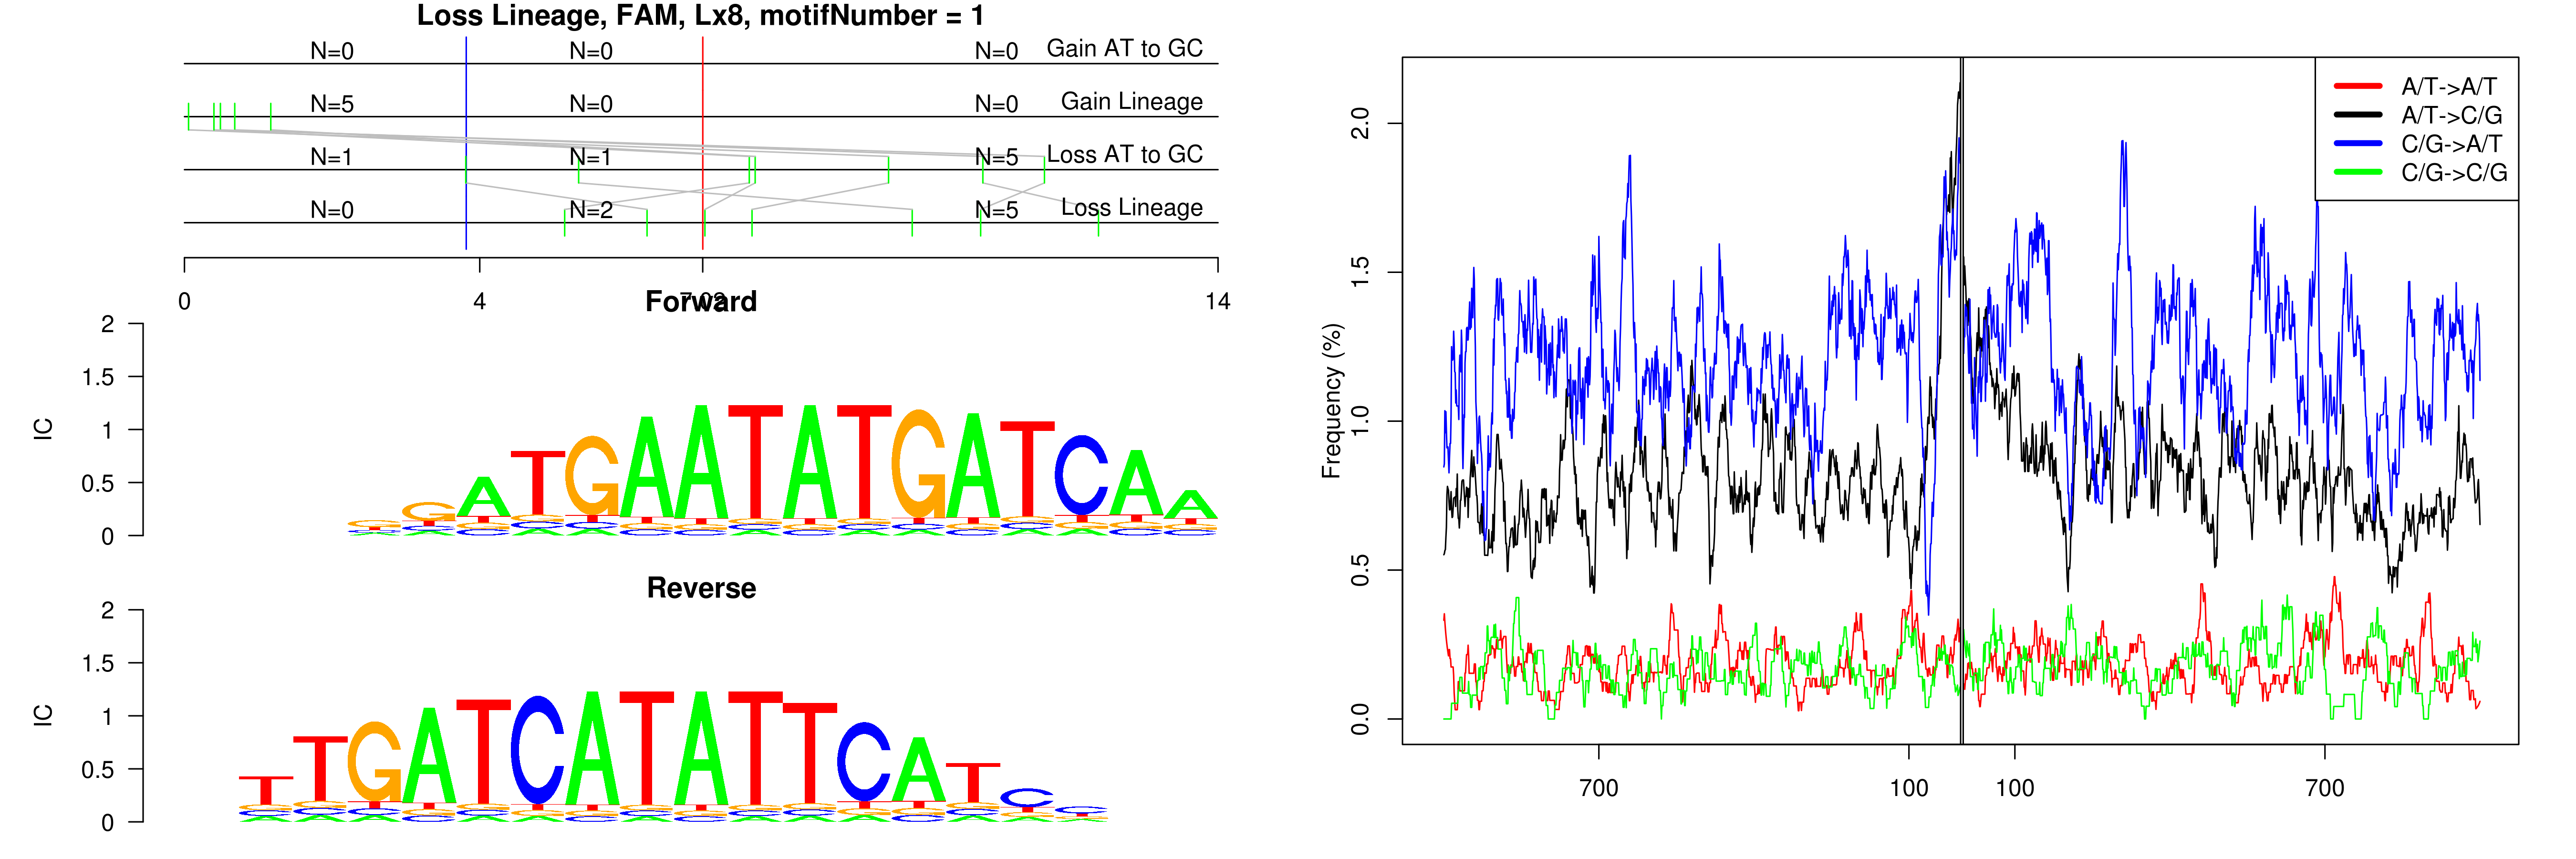 Loss Lineage, FAM, Lx8, motifNumber = 1
N=0 N=0 N=0 Gain AT to GC
N=5 N=0 N=0 Gain Lineage
N=1 N=1 N=5 Loss AT to GC
N=0 N=2 N=5 Loss Lineage
0 4 14
Forward
2
1.5
1
0.5
0
IC
GATGAATATGATCAA
Reverse
2
1.5
1
0.5
0
IC
TTGATCATATTCATC
A/T->A/T
A/T->C/G
C/G->A/T
C/G->C/G
Frequency (%)
2.0
1.5
1.0
0.5
0.0
700 100 100 700